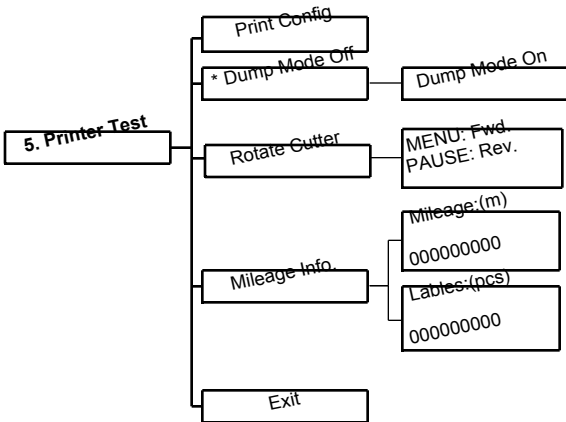 Print Config
* Dump Mode Off
Dump Mode On
5. Printer Test
Rotate Cutter
MENU: Fwd.
PAUSE: Rev.
Mileage Info.
Mileage:(m)
000000000
Lables:(pcs)
000000000
Exit